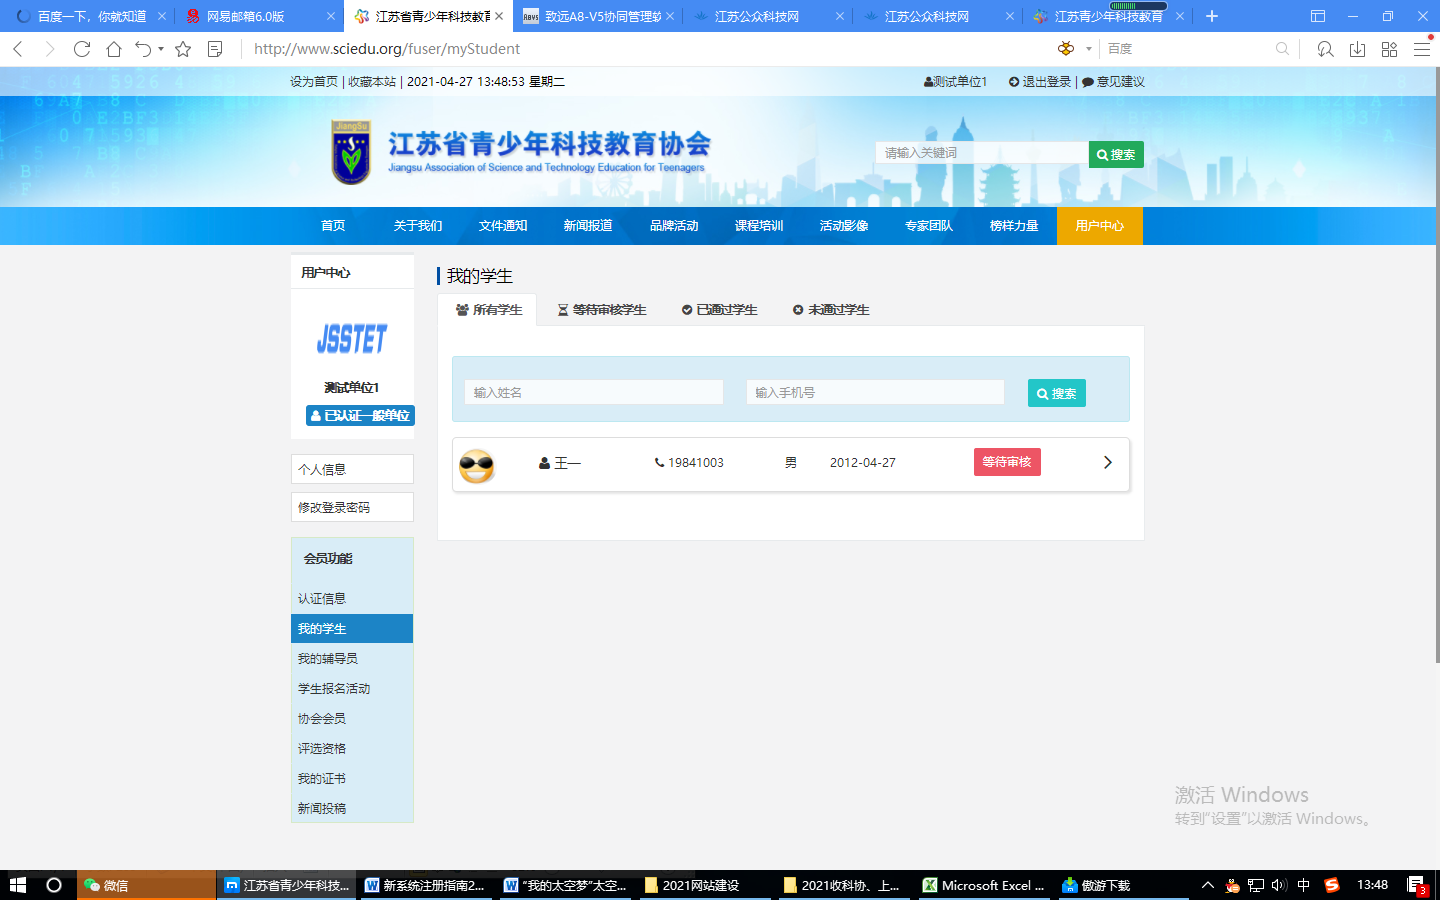 百度一下，你就知道
网易邮箱6.0版
江苏省青少年科技教育
致远A8-V5协同管理软
江苏公众科技网
江苏公众科技网
江苏青少年科技教育
http://www.sciedu.org/fuser/myStudent
百度
设为首页 | 收藏本站 | 2021-04-27 13:48:53 星期二
测试单位1 退出登录 | 意见建议
JiangSu
江苏省青少年科技教育协会
Jiangsu Association of Science and Technology Education for Teenagers
请输入关键词
搜索
首页 关于我们 文件通知 新闻报道 品牌活动 课程培训 活动影像 专家团队 榜样力量 用户中心
用户中心
JSSTET
测试单位1
已认证一般单位
个人信息
修改登录密码
会员功能
认证信息
我的学生
我的辅导员
学生报名活动
协会会员
评选资格
我的证书
新闻投稿
我的学生
所有学生 等待审核学生 已通过学生 未通过学生
输入姓名 输入手机号 搜索
王一 19841003 男 2012-04-27 等待审核
激活 Windows
转到“设置”以激活 Windows。
微信
江苏省青少年科技...
新系统注册指南2...
“我的太空梦”太空...
2021网站建设
2021收科协、上...
Microsoft Excel ...
傲游下载
中
13:48
3